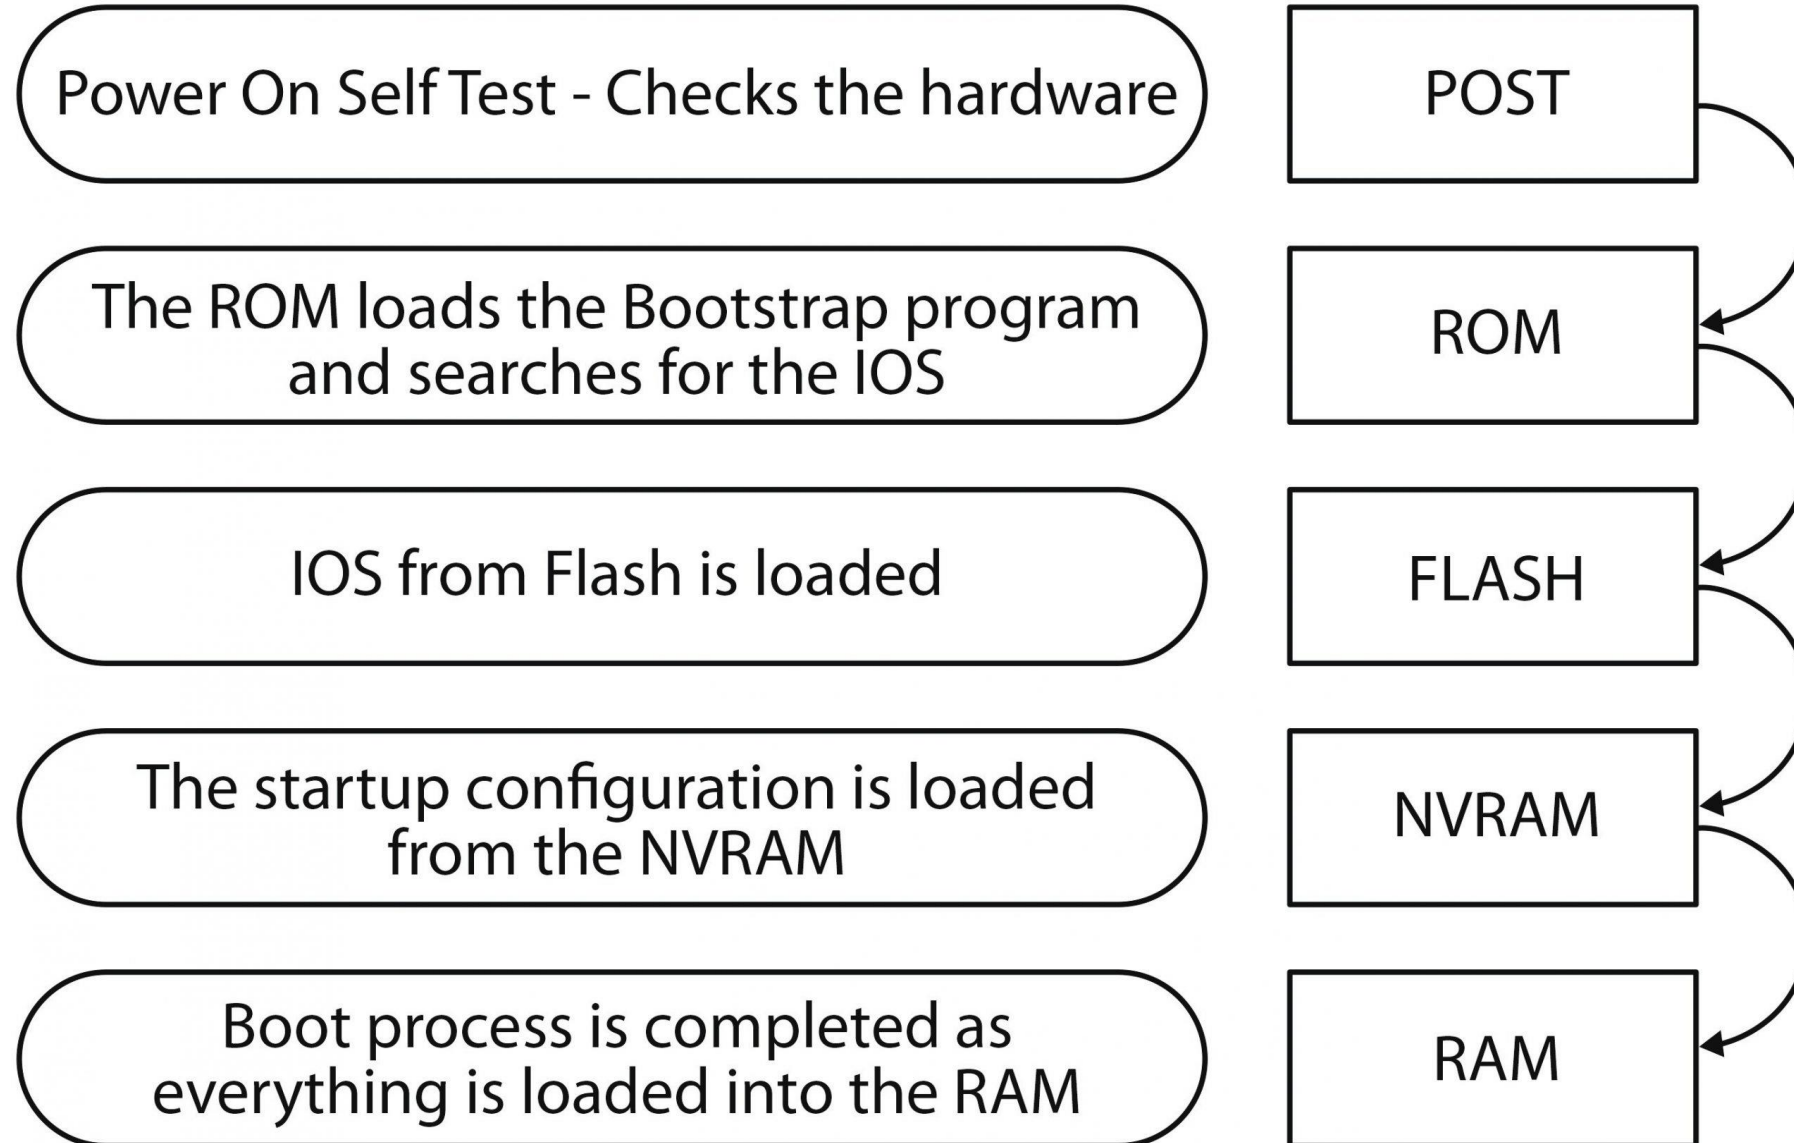 Power On Self Test - Checks the hardware
POST
The ROM loads the Bootstrap program
and searches for the IOS
ROM
IOS from Flash is loaded
FLASH
The startup configuration is loaded
from the NVRAM
NVRAM
Boot process is completed as
everything is loaded into the RAM
RAM